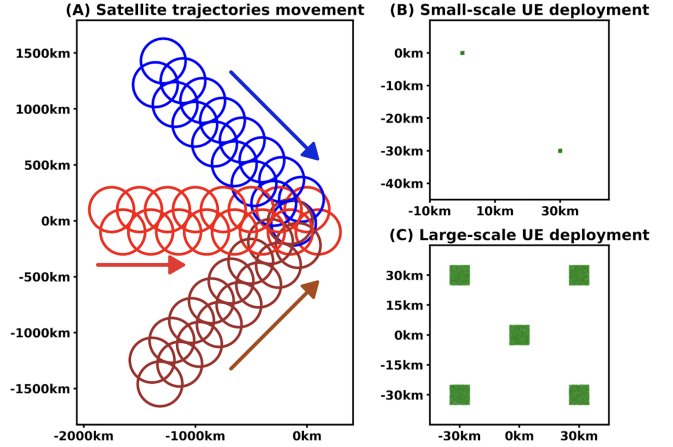 (A) Satellite trajectories movement
1500km
1000km
500km
0km
-500km
-1000km
-1500km
-2000km -1000km 0km
(B) Small-scale UE deployment
0km
-10km
-20km
-30km
-40km
-10km 10km 30km
(C) Large-scale UE deployment
30km
15km
0km
-15km
-30km
-30km 0km 30km